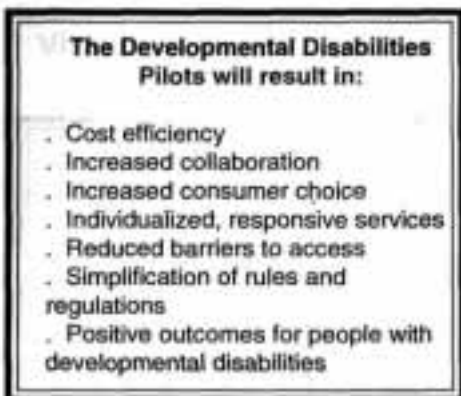 The Developmental Disabilities
Pilots will result in:
. Cost efficiency
. Increased collaboration
. Increased consumer choice
. Individualized, responsive services
. Reduced barriers to access
. Simplification of rules and
regulations
. Positive outcomes for people with
developmental disabilities